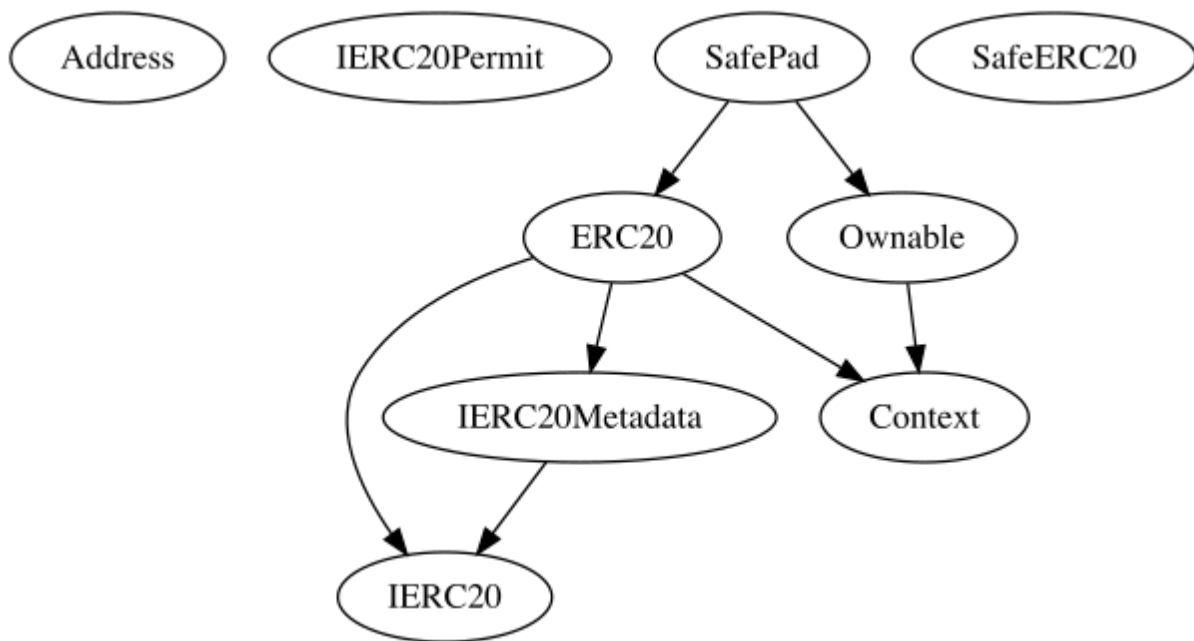 Address
IERC20Permit
SafePad
SafeERC20
ERC20
Ownable
IERC20Metadata
Context
IERC20